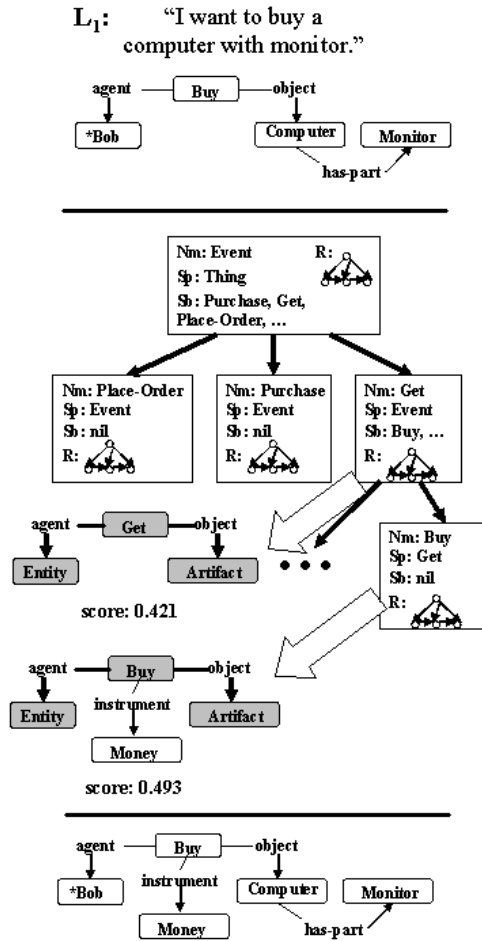 L1: “I want to buy a
computer with monitor.”
agent Buy object
*Bob Computer Monitor
has-part
Nm: Event R:
Sp: Thing
Sb: Purchase, Get,
Place-Order, ...
Nm: Place-Order
Sp: Event
Sb: nil
R:
Nm: Purchase
Sp: Event
Sb: nil
R:
Nm: Get
Sp: Event
Sb: Buy, ...
R:
agent Get object
Entity Artifact
score: 0.421
Nm: Buy
Sp: Get
Sb: nil
R:
agent Buy object
instrument
Entity Artifact
Money
score: 0.493
agent Buy object
instrument
*Bob Computer Monitor
Money has-part